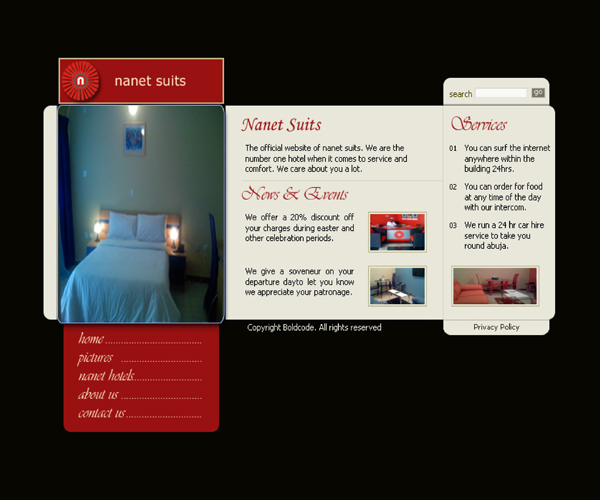 n
nanet suits
search
go
Nanet Suits
The official website of nanet suits. We are the
number one hotel when it comes to service and
comfort. We care about you a lot.
News & Events
We offer a 20% discount off
your charges during easter and
other celebration periods.
We give a soveneur on your
departure dayto let you know
we appreciate your patronage.
Services
01 You can surf the internet
anywhere within the
building 24hrs.
02 You can order for food
at any time of the day
with our intercom.
03 We run a 24 hr car hire
service to take you
round abuja.
Copyright Boldcode. All rights reserved
Privacy Policy
home
pictures
nanet hotels
about us
contact us